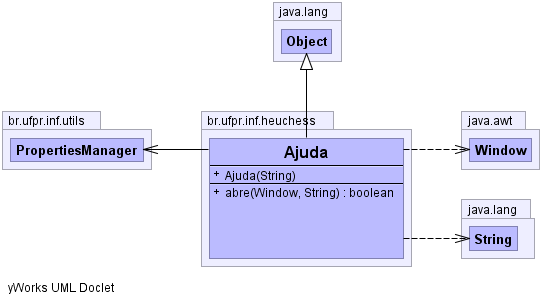 java.lang
Object
br.ufpr.inf.utils
PropertiesManager
br.ufpr.inf.heuchess
Ajuda
+ Ajuda(String)
+ abre(Window, String) : boolean
java.awt
Window
java.lang
String
yWorks UML Doclet